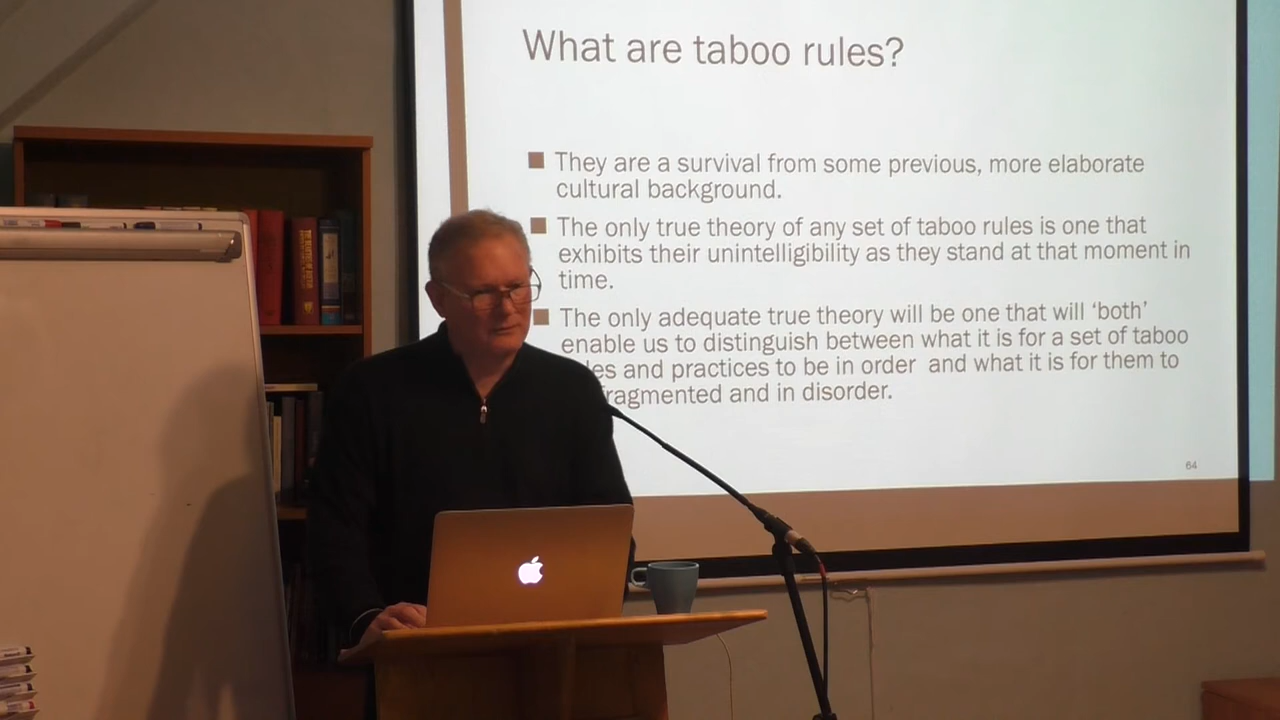 What are taboo rules?
They are a survival from some previous, more elaborate
cultural background.
The only true theory of any set of taboo rules is one that
exhibits their unintelligibility as they stand at that moment in
time.
The only adequate true theory will be one that will ‘both’
enable us to distinguish between what it is for a set of taboo
les and practices to be in order and what it is for them to
ragmented and in disorder.
64